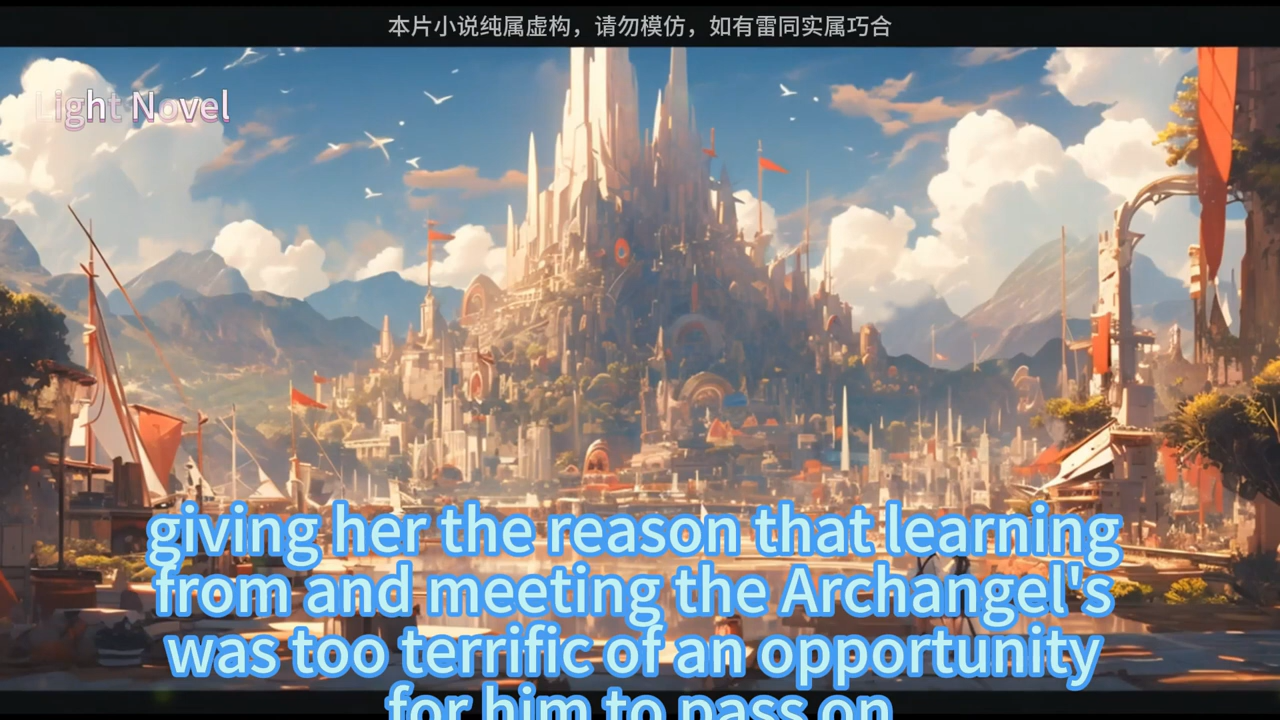 本片小说纯属虚构，请勿模仿，如有雷同实属巧合
Light Novel
giving her the reason that learning
from and meeting the Archangel's
was too terrific of an opportunity
for him to pass on